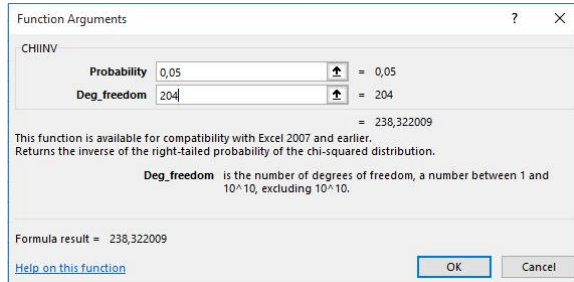 Function Arguments ? X
CHIINV
Probability 0,05 = 0,05
Deg_freedom 204 = 204
= 238,322009
This function is available for compatibility with Excel 2007 and earlier.
Returns the inverse of the right-tailed probability of the chi-squared distribution.
Deg_freedom is the number of degrees of freedom, a number between 1 and
10^10, excluding 10^10.
Formula result = 238,322009
Help on this function OK Cancel